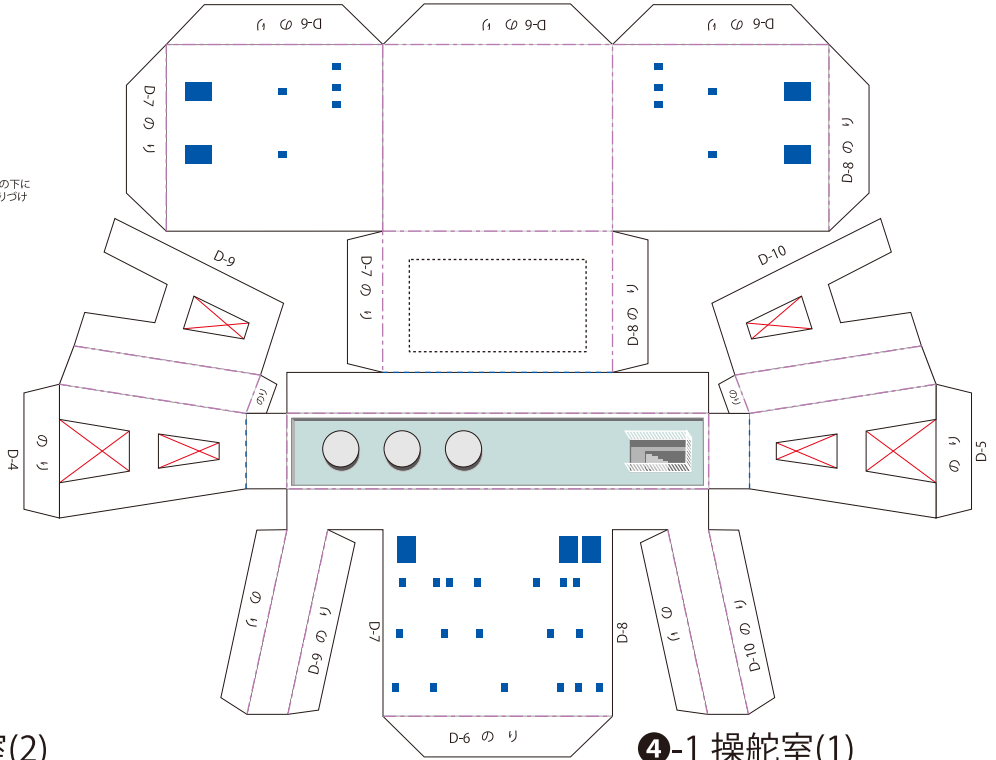 D-6 のり
D-6 のり
D-6 のり
D-7 のり
D-8 のり
の下に
りづけ
D-9
D-10
D-7 のり
D-8 のり
のり
のり
D-4
のり
のり
D-5
のり
D-9 のり
D-7
D-8
のり
D-10 のり
D-6 のり
室(2)
❹-1 操舵室(1)